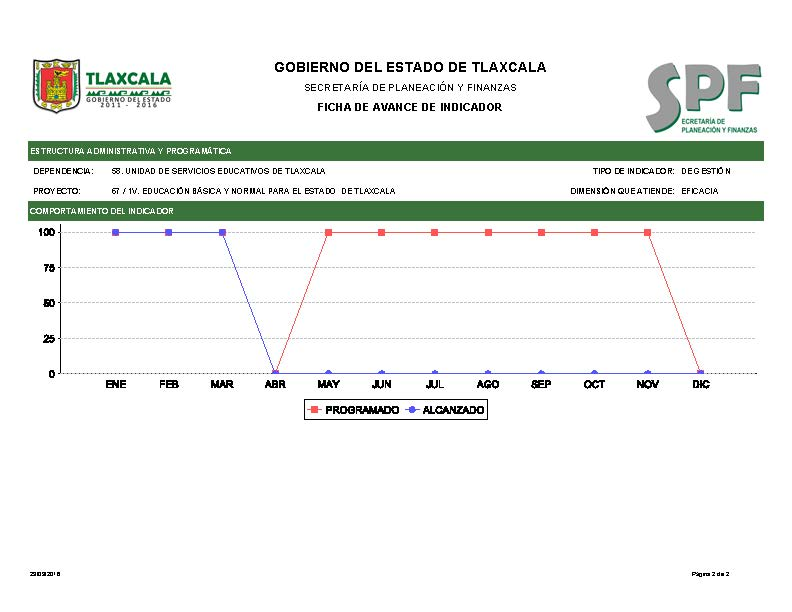 GOBIERNO DEL ESTADO DE TLAXCALA
SECRETARÍA DE PLANEACIÓN Y FINANZAS
FICHA DE AVANCE DE INDICADOR
TLAXCALA
GOBIERNO DEL ESTADO
2011 - 2016
SPF
ECRETARÍA DE
PLANEACIÓN Y FINANZAS
ESTRUCTURA ADMINISTRATIVA Y PROGRAMÁTICA
DEPENDENCIA: 58. UNIDAD DE SERVICIOS EDUCATIVOS DE TLAXCALA TIPO DE INDICADOR: DE GESTIÓN
PROYECTO: 67 / 1V. EDUCACIÓN BÁSICA Y NORMAL PARA EL ESTADO DE TLAXCALA DIMENSIÓN QUE ATIENDE: EFICACIA
COMPORTAMIENTO DEL INDICADOR
100
75
50
25
0
ENE FEB MAR ABR MAY JUN JUL AGO SEP OCT NOV DIC
PROGRAMADO ALCANZADO
Página 2 de 2